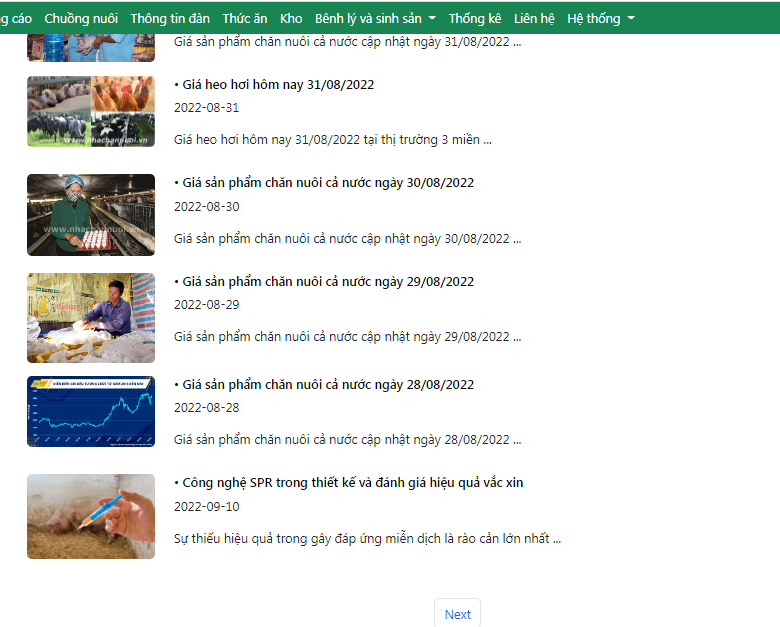 g cáo Chuồng nuôi Thông tin đàn Thức ăn Kho Bênh lý và sinh sản Thống kê Liên hệ Hệ thống
Giá sản phẩm chăn nuôi cả nước cập nhật ngày 31/08/2022 ...
• Giá heo hơi hôm nay 31/08/2022
2022-08-31
Giá heo hơi hôm nay 31/08/2022 tại thị trường 3 miền ...
www.nhachannuoi.vn
• Giá sản phẩm chăn nuôi cả nước ngày 30/08/2022
2022-08-30
www.nhachannuoi.vn
Giá sản phẩm chăn nuôi cả nước cập nhật ngày 30/08/2022 ...
• Giá sản phẩm chăn nuôi cả nước ngày 29/08/2022
2022-08-29
Giá sản phẩm chăn nuôi cả nước cập nhật ngày 29/08/2022 ...
• Giá sản phẩm chăn nuôi cả nước ngày 28/08/2022
2022-08-28
Giá sản phẩm chăn nuôi cả nước cập nhật ngày 28/08/2022 ...
• Công nghệ SPR trong thiết kế và đánh giá hiệu quả vắc xin
2022-09-10
Sự thiếu hiệu quả trong gây đáp ứng miễn dịch là rào cản lớn nhất ...
Next